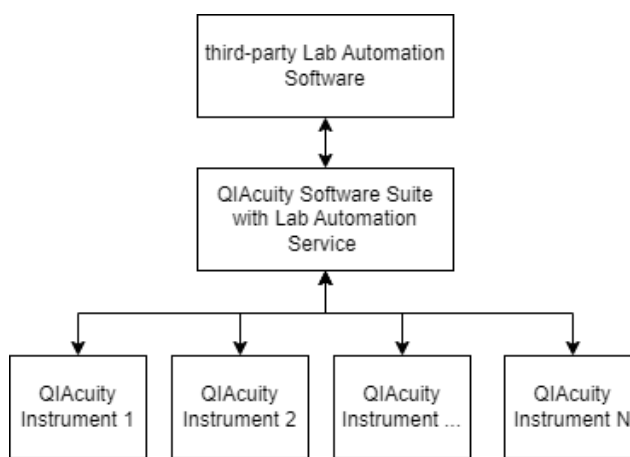 third-party Lab Automation
Software
QIAcuity Software Suite
with Lab Automation
Service
QIAcuity
Instrument 1
QIAcuity
Instrument 2
QIAcuity
Instrument ...
QIAcuity
Instrument N